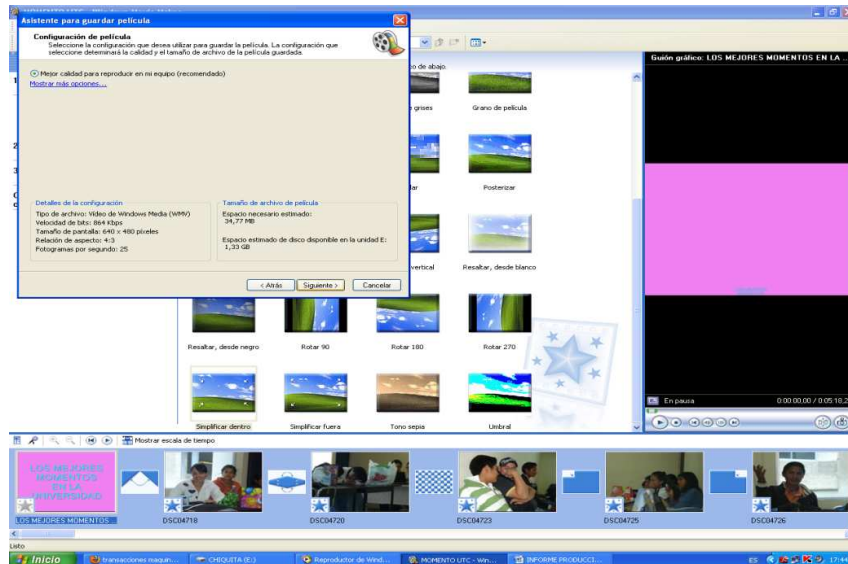 Asistente para guardar película
Configuración de película
Seleccione la configuración que desea utilizar para guardar la película. La configuración que
seleccione determinará la calidad y el tamaño de archivo de la película guardada.
Mejor calidad para reproducir en mi equipo (recomendado)
Mostrar más opciones...
Detalles de la configuración
Tipo de archivo: Vídeo de Windows Media (WMV)
Velocidad de bits: 864 Kbps
Tamaño de pantalla: 640 x 480 píxeles
Relación de aspecto: 4:3
Fotogramas por segundo: 25
Tamaño de archivo de película
Espacio necesario estimado:
34,77 MB
Espacio estimado de disco disponible en la unidad E:
1,33 GB
< Atrás
Siguiente >
Cancelar
eo de abajo.
grises
Grano de película
Posterizar
vertical
Resaltar, desde blanco
Resaltar, desde negro
Rotar 90
Rotar 180
Rotar 270
Simplificar dentro
Simplificar fuera
Tono sepia
Umbral
Guión gráfico: LOS MEJORES MOMENTOS EN LA ...
En pausa
0:00:00,00 / 0:05:18,2
Mostrar escala de tiempo
LOS MEJORES
MOMENTOS
EN LA
UNIVERSIDAD
LOS MEJORES MOMENTOS ...
DSC04718
DSC04720
DSC04723
DSC04725
DSC04726
Listo
Inicio
transacciones maquin...
CHIQUITA (E:)
Reproductor de Wind...
MOMENTO UTC - Win...
INFORME PRODUCCI...
ES
17:44